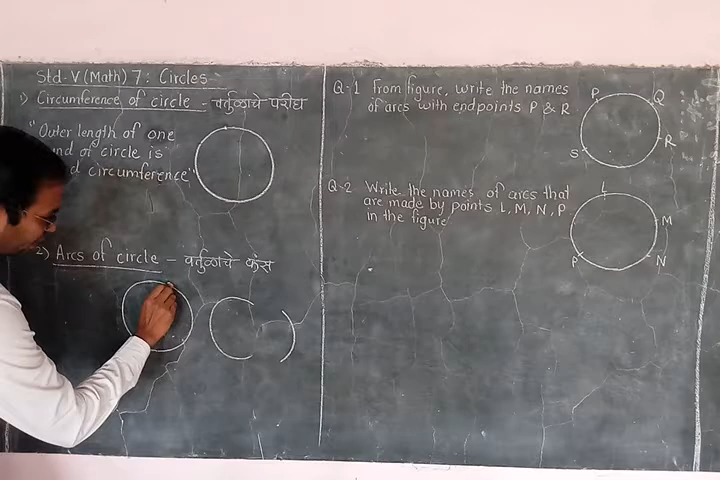 Std-V (Math) 7: Circles
1) Circumference of circle - वर्तुळाचे परीघ
"Outer length of one
of circle is
circumference"
2) Arcs of circle - वर्तुळाचे कंस
Q-1 From figure, write the names
of arcs with endpoints P & R
P
Q
R
S
Q-2 Write the names of arcs that
are made by points L, M, N, P
in the figure
L
M
N
P